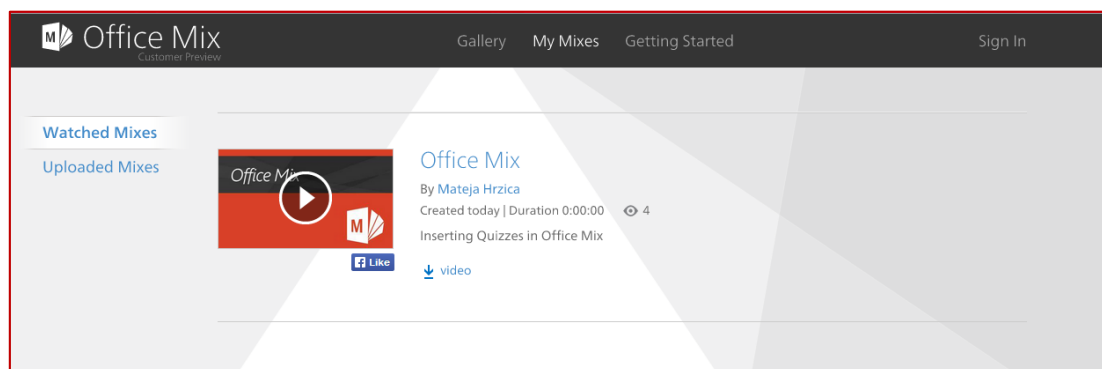 M Office Mix
Customer Preview
Gallery My Mixes Getting Started Sign In
Watched Mixes
Uploaded Mixes
Office Mix
M
Like
Office Mix
By Mateja Hrzica
Created today | Duration 0:00:00 4
Inserting Quizzes in Office Mix
video